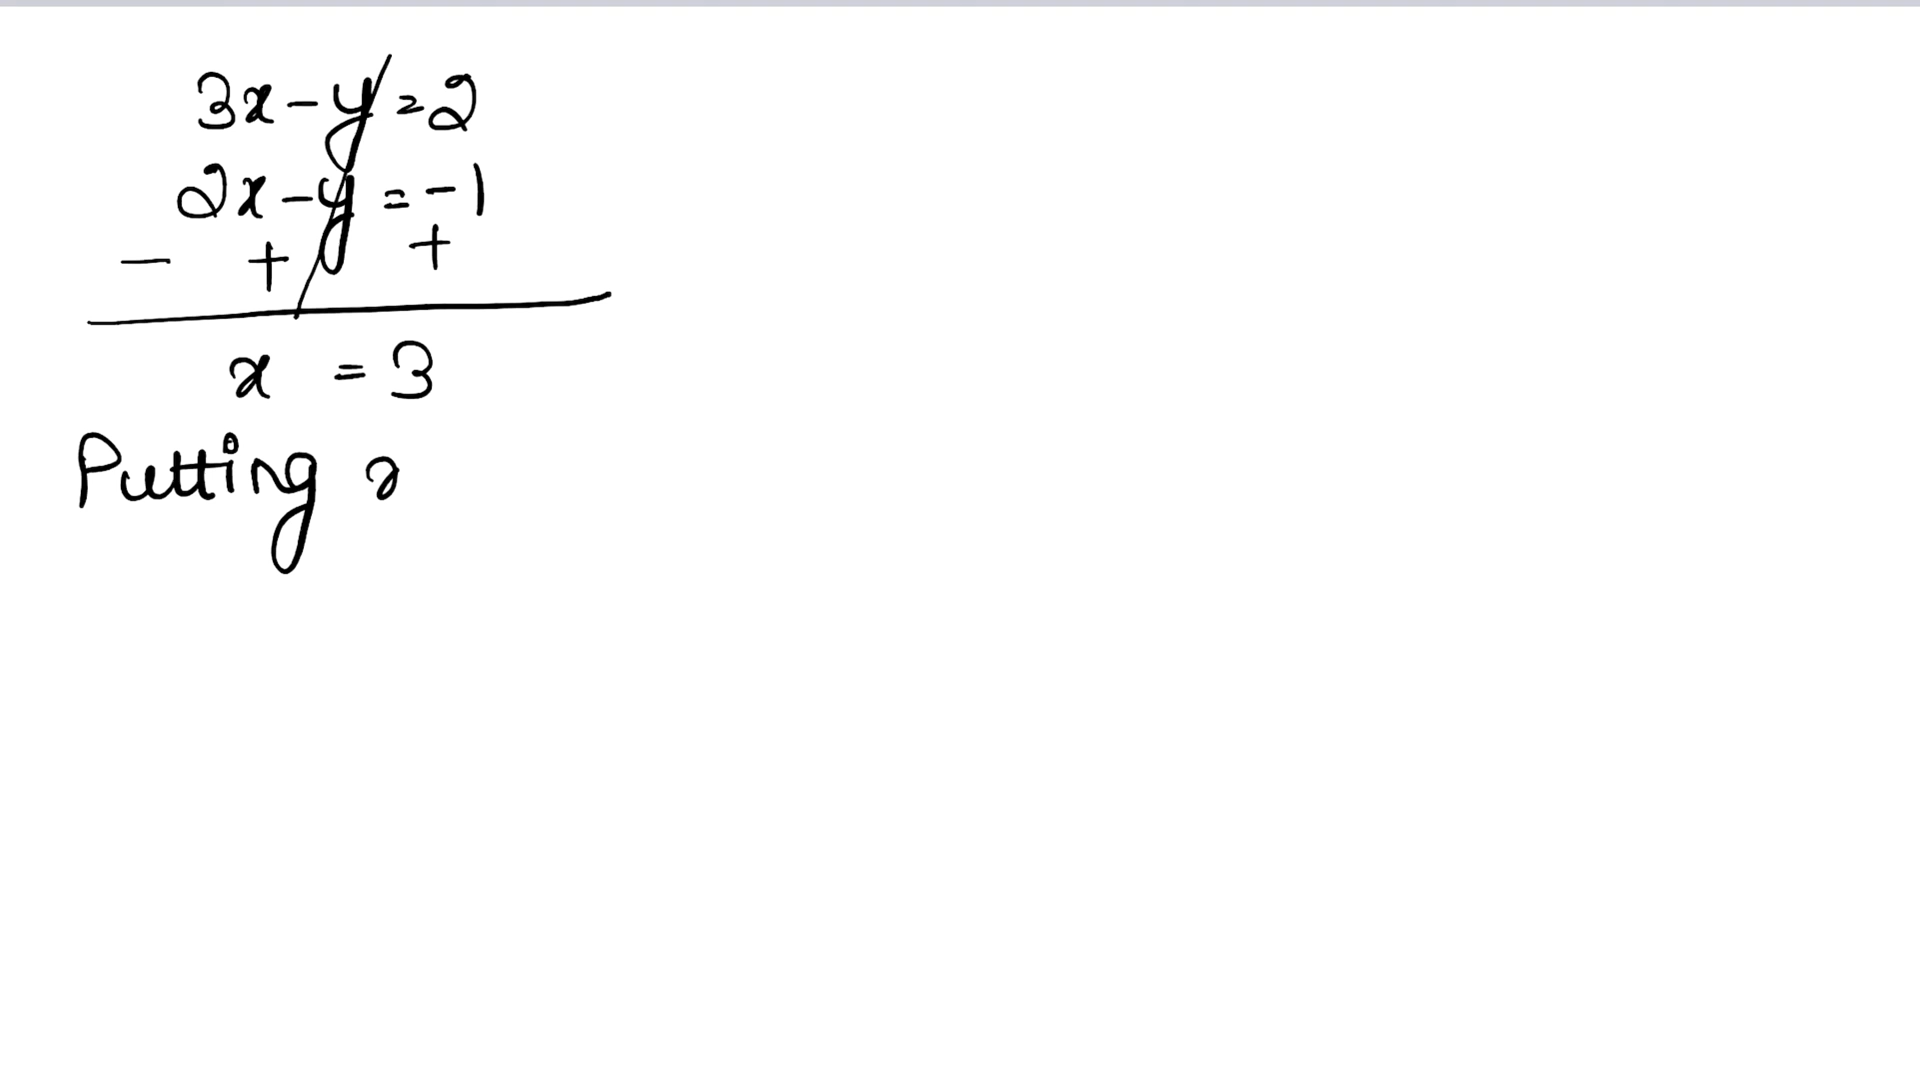 3x - y = 2
2x - y = -1
- + +
x = 3
Putting